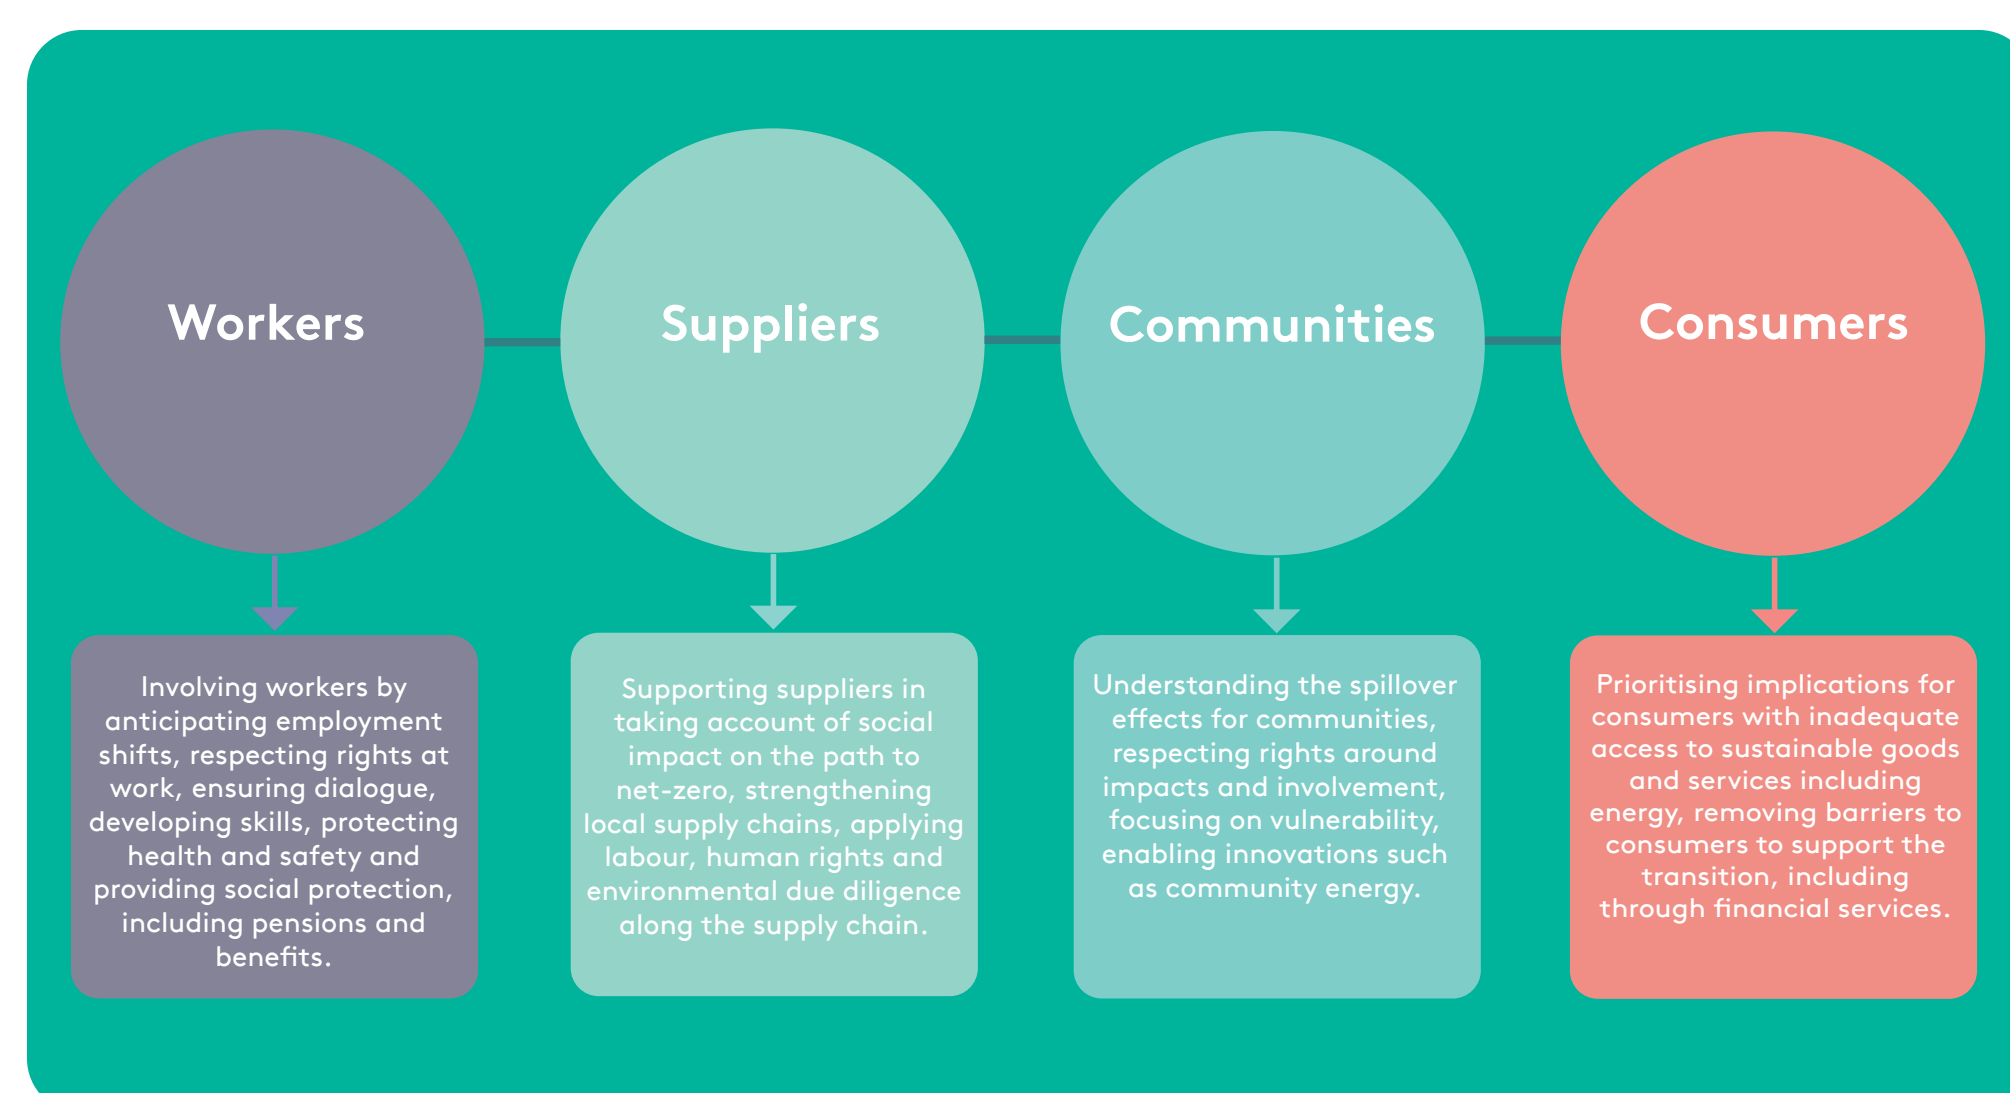 Workers
Suppliers
Communities
Consumers
Involving workers by
anticipating employment
shifts, respecting rights at
work, ensuring dialogue,
developing skills, protecting
health and safety and
providing social protection,
including pensions and
benefits.
Supporting suppliers in
taking account of social
impact on the path to
net-zero, strengthening
local supply chains, applying
labour, human rights and
environmental due diligence
along the supply chain.
Understanding the spillover
effects for communities,
respecting rights around
impacts and involvement,
focusing on vulnerability,
enabling innovations such
as community energy.
Prioritising implications for
consumers with inadequate
access to sustainable goods
and services including
energy, removing barriers to
consumers to support the
transition, including
through financial services.